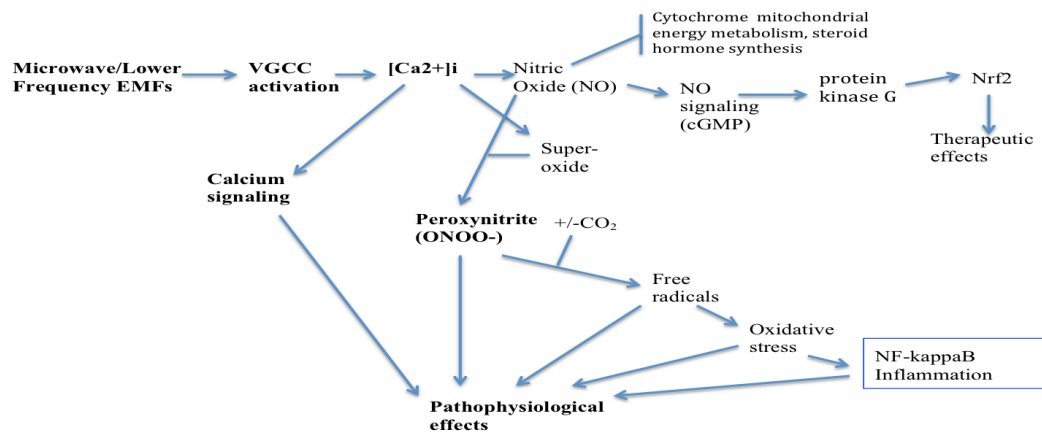 Cytochrome mitochondrial
energy metabolism, steroid
hormone synthesis
Microwave/Lower
Frequency EMFs
VGCC
activation
[Ca2+]i
Nitric
Oxide (NO)
NO
signaling
(cGMP)
protein
kinase G
Nrf2
Therapeutic
effects
Super-
oxide
Calcium
signaling
Peroxynitrite
(ONOO-)
+/-CO₂
Free
radicals
Oxidative
stress
NF-kappaB
Inflammation
Pathophysiological
effects